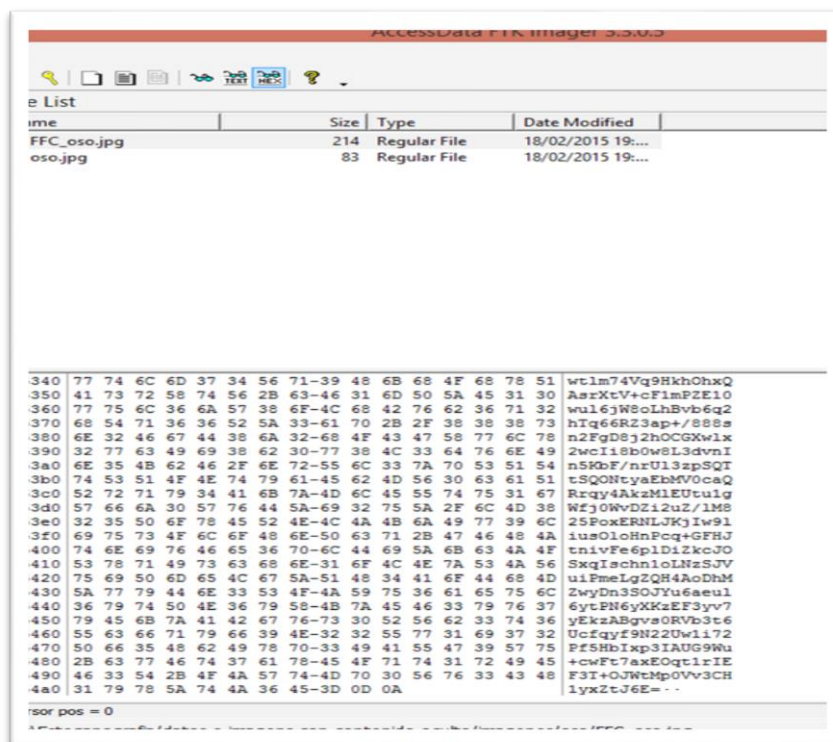 AccessData FTK Imager 3.3.0.5
TEXT HEX
e List
ame Size Type Date Modified
FFC_oso.jpg 214 Regular File 18/02/2015 19:...
oso.jpg 83 Regular File 18/02/2015 19:...
340 77 74 6C 6D 37 34 56 71-39 48 6B 68 4F 68 78 51 wtlm74Vq9HkhOhxQ
350 41 73 72 58 74 56 2B 63-46 31 6D 50 5A 45 31 30 AsrXtV+cF1mPZE10
360 77 75 6C 36 6A 57 38 6F-4C 68 42 76 62 36 71 32 wul6jW8oLhBvb6q2
370 68 54 71 36 36 52 5A 33-61 70 2B 2F 38 38 38 73 hTq66RZ3ap+/888s
380 6E 32 46 67 44 38 6A 32-68 4F 43 47 58 77 6C 78 n2FgD8j2hOCGXwlx
390 32 77 63 49 69 38 62 30-77 38 4C 33 64 76 6E 49 2wcIi8b0w8L3dvnI
3a0 6E 35 4B 62 46 2F 6E 72-55 6C 33 7A 70 53 51 54 n5KbF/nrUl3zpSQT
3b0 74 53 51 4F 4E 74 79 61-45 62 4D 56 30 63 61 51 tSQONtyaEbMV0caQ
3c0 52 72 71 79 34 41 6B 7A-4D 6C 45 55 74 75 31 67 Rrqy4AkzMlEUtu1g
3d0 57 66 6A 30 57 76 44 5A-69 32 75 5A 2F 6C 4D 38 Wfj0WvDZi2uZ/lM8
3e0 32 35 50 6F 78 45 52 4E-4C 4A 4B 6A 49 77 39 6C 25PoxERNLJKjIw9l
3f0 69 75 73 4F 6C 6F 48 6E-50 63 71 2B 47 46 48 4A iusOloHnPcq+GFHJ
400 74 6E 69 76 46 65 36 70-6C 44 69 5A 6B 63 4A 4F tnivFe6plDiZkcJO
410 53 78 71 49 73 63 68 6E-31 6F 4C 4E 7A 53 4A 56 SxqIschn1oLNzSJV
420 75 69 50 6D 65 4C 67 5A-51 48 34 41 6F 44 68 4D uiPmeLgZQH4AoDhM
430 5A 77 79 44 6E 33 53 4F-4A 59 75 36 61 65 75 6C ZwyDn3SOJYu6aeul
440 36 79 74 50 4E 36 79 58-4B 7A 45 46 33 79 76 37 6ytPN6yXKzEF3yv7
450 79 45 6B 7A 41 42 67 76-73 30 52 56 62 33 74 36 yEkzABgvs0RVb3t6
460 55 63 66 71 79 66 39 4E-32 32 55 77 31 69 37 32 Ucfqyf9N22Uw1i72
470 50 66 35 48 62 49 78 70-33 49 41 55 47 39 57 75 Pf5HbIxp3IAUG9Wu
480 2B 63 77 46 74 37 61 78-45 4F 71 74 31 72 49 45 +cwFt7axEOqt1rIE
490 46 33 54 2B 4F 4A 57 74-4D 70 30 56 76 33 43 48 F3T+OJWtMp0Vv3CH
4a0 31 79 78 5A 74 4A 36 45-3D 0D 0A 1yxZtJ6E=··
rsor pos = 0